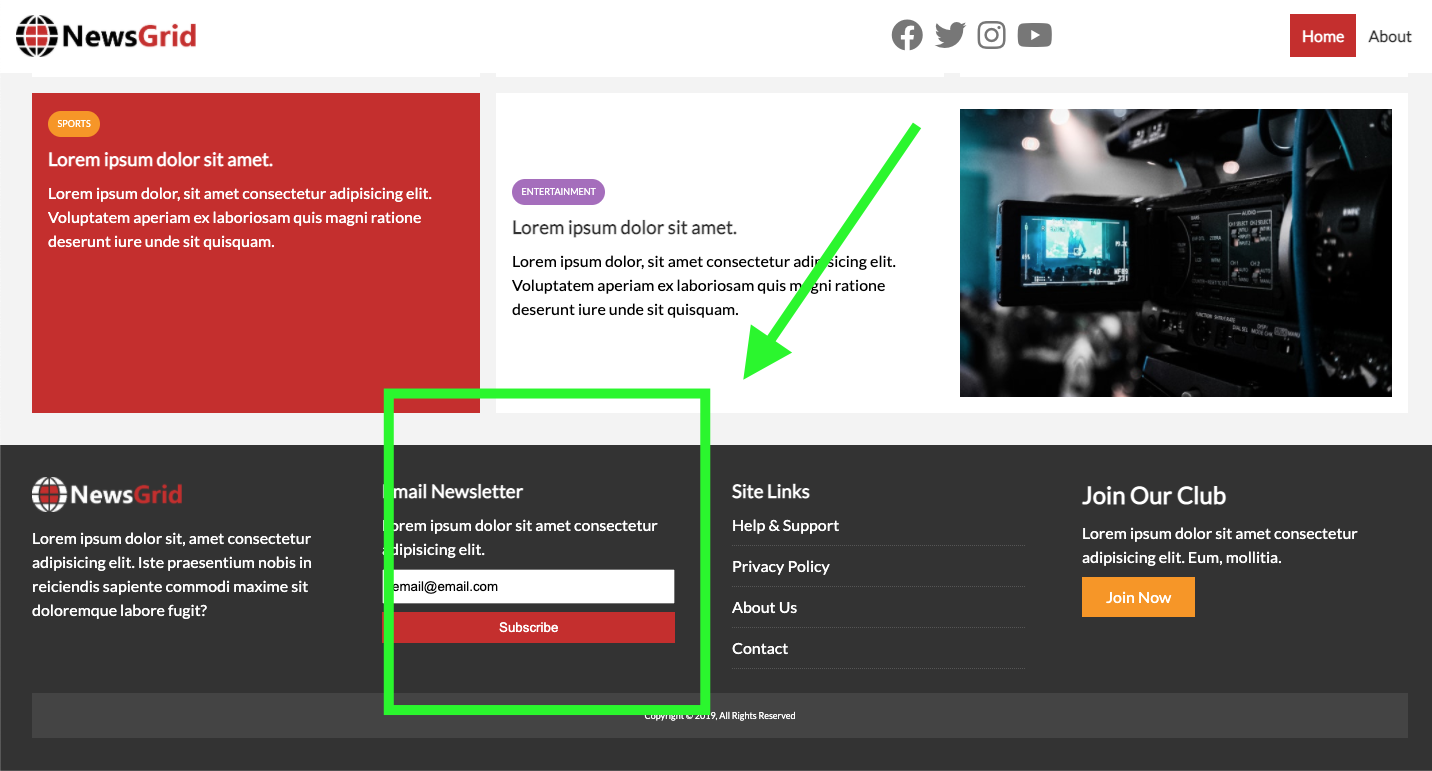 NewsGrid
Home
About
SPORTS
Lorem ipsum dolor sit amet.
Lorem ipsum dolor, sit amet consectetur adipisicing elit.
Voluptatem aperiam ex laboriosam quis magni ratione
deserunt iure unde sit quisquam.
ENTERTAINMENT
Lorem ipsum dolor sit amet.
Lorem ipsum dolor, sit amet consectetur adipisicing elit.
Voluptatem aperiam ex laboriosam quis magni ratione
deserunt iure unde sit quisquam.
NewsGrid
Lorem ipsum dolor sit, amet consectetur
adipisicing elit. Iste praesentium nobis in
reiciendis sapiente commodi maxime sit
doloremque labore fugit?
Email Newsletter
Lorem ipsum dolor sit amet consectetur
adipisicing elit.
email@email.com
Subscribe
Site Links
Help & Support
Privacy Policy
About Us
Contact
Join Our Club
Lorem ipsum dolor sit amet consectetur
adipisicing elit. Eum, mollitia.
Join Now
Copyright © 2019, All Rights Reserved